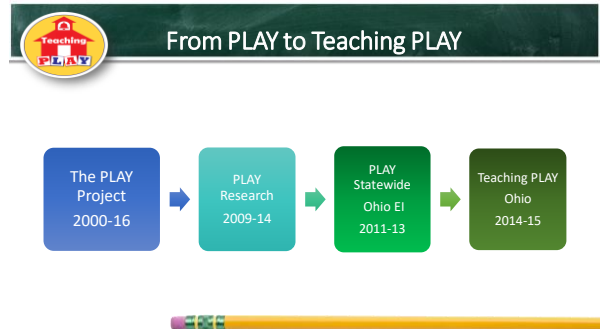 Teaching
PLAY
From PLAY to Teaching PLAY
The PLAY
Project
2000-16
PLAY
Research
2009-14
PLAY
Statewide
Ohio EI
2011-13
Teaching PLAY
Ohio
2014-15